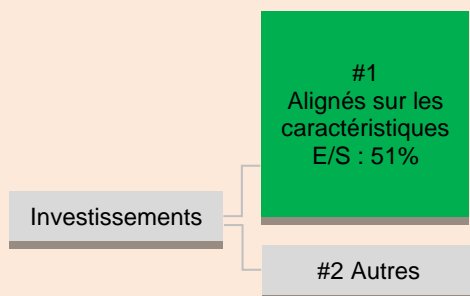 #1
Alignés sur les
caractéristiques
E/S : 51%
Investissements
#2 Autres